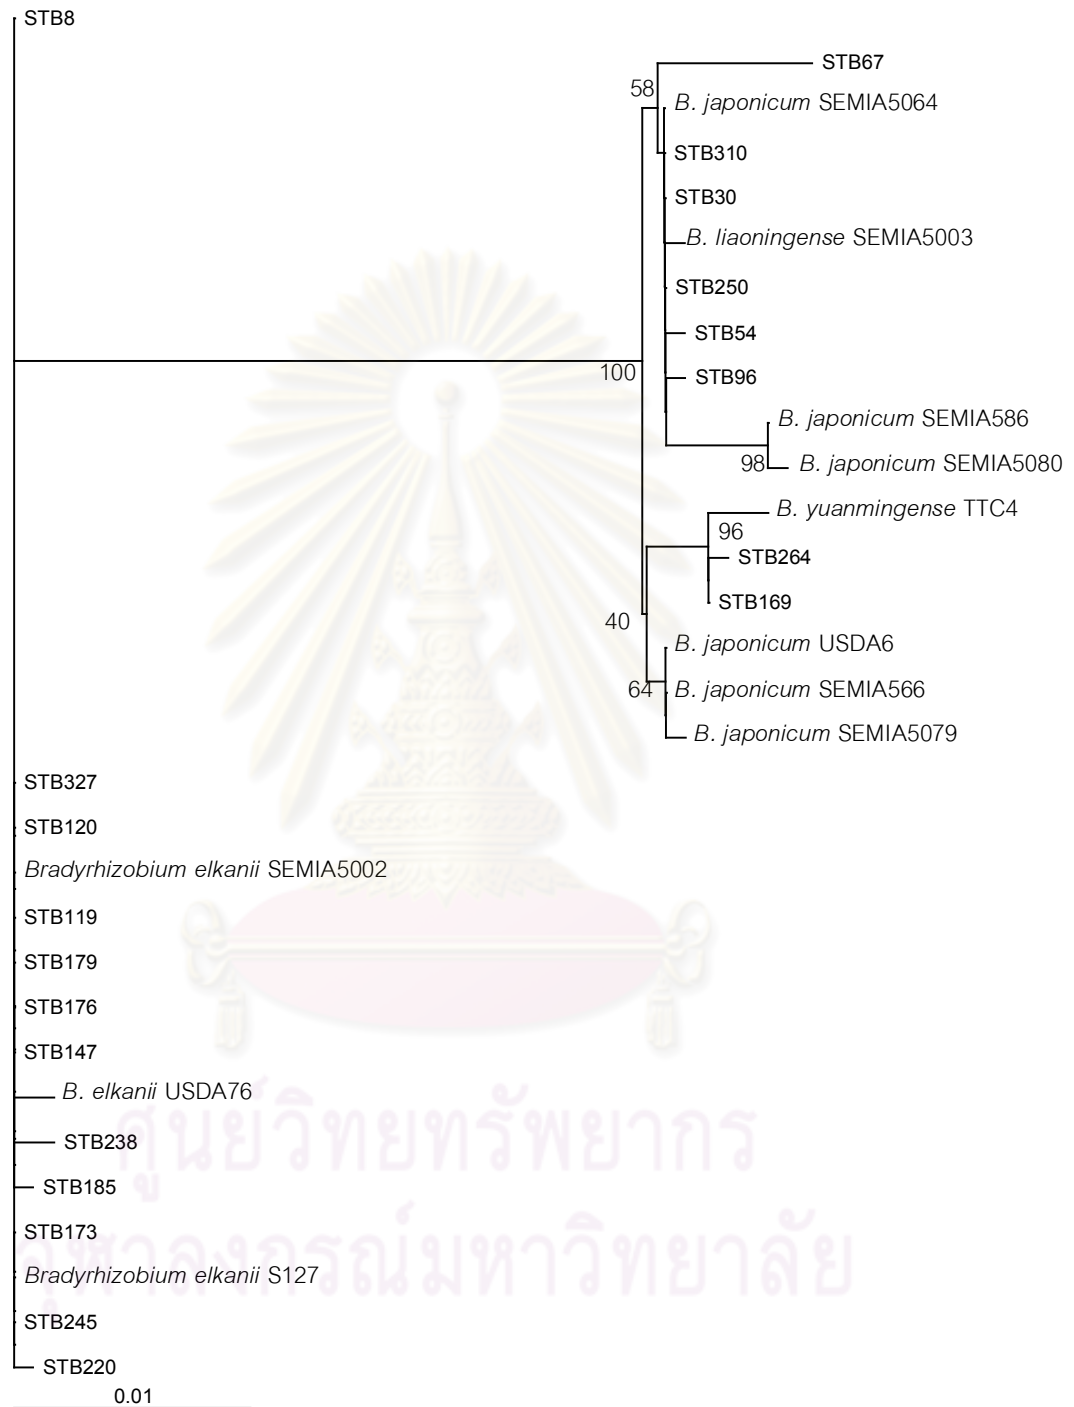 STB8
STB67
58
B. japonicum SEMIA5064
STB310
STB30
B. liaoningense SEMIA5003
STB250
STB54
100
STB96
B. japonicum SEMIA586
98
B. japonicum SEMIA5080
B. yuanmingense TTC4
96
STB264
STB169
40
B. japonicum USDA6
64
B. japonicum SEMIA566
B. japonicum SEMIA5079
STB327
STB120
Bradyrhizobium elkanii SEMIA5002
STB119
STB179
STB176
STB147
B. elkanii USDA76
STB238
STB185
STB173
Bradyrhizobium elkanii S127
STB245
STB220
0.01
ศูนย์วิทยทรัพยากร
จุฬาลงกรณ์มหาวิทยาลัย